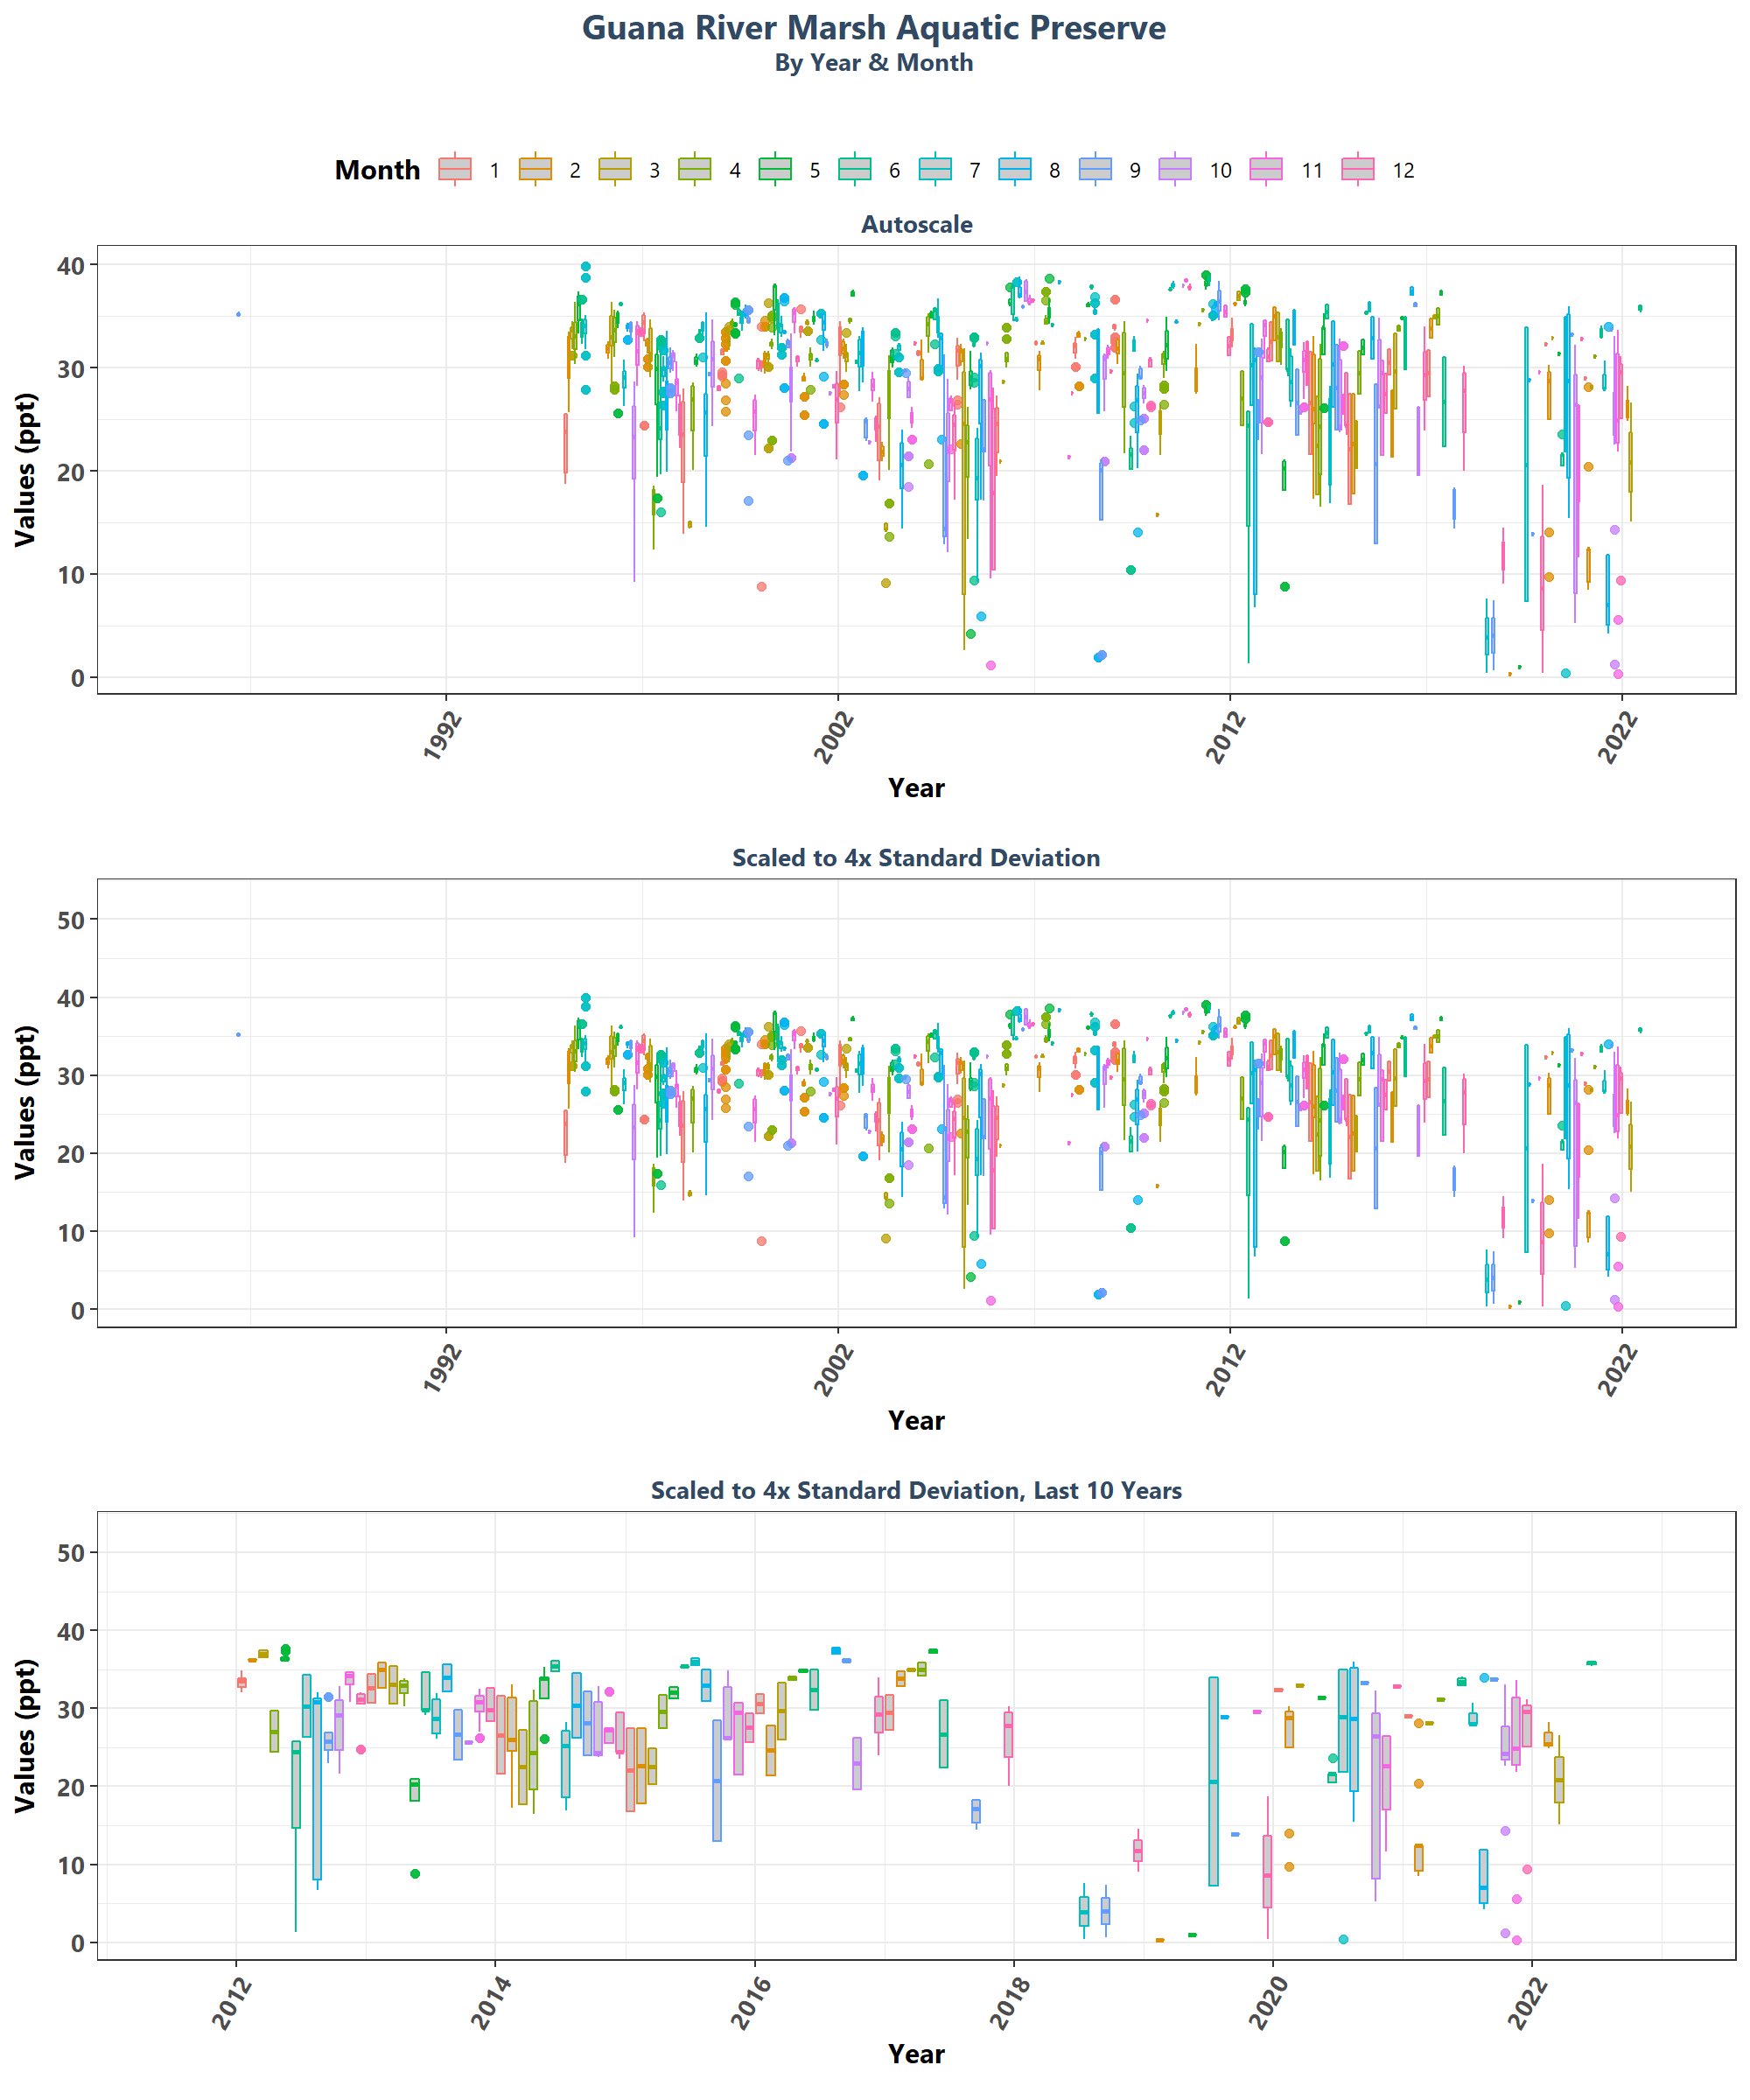 Guana River Marsh Aquatic Preserve
By Year & Month
Month 1 2 3 4 5 6 7 8 9 10 11 12
Autoscale
Values (ppt)
40
30
20
10
0
1992 2002 2012 2022
Year
Scaled to 4x Standard Deviation
Values (ppt)
50
40
30
20
10
0
1992 2002 2012 2022
Year
Scaled to 4x Standard Deviation, Last 10 Years
Values (ppt)
50
40
30
20
10
0
2012 2014 2016 2018 2020 2022
Year